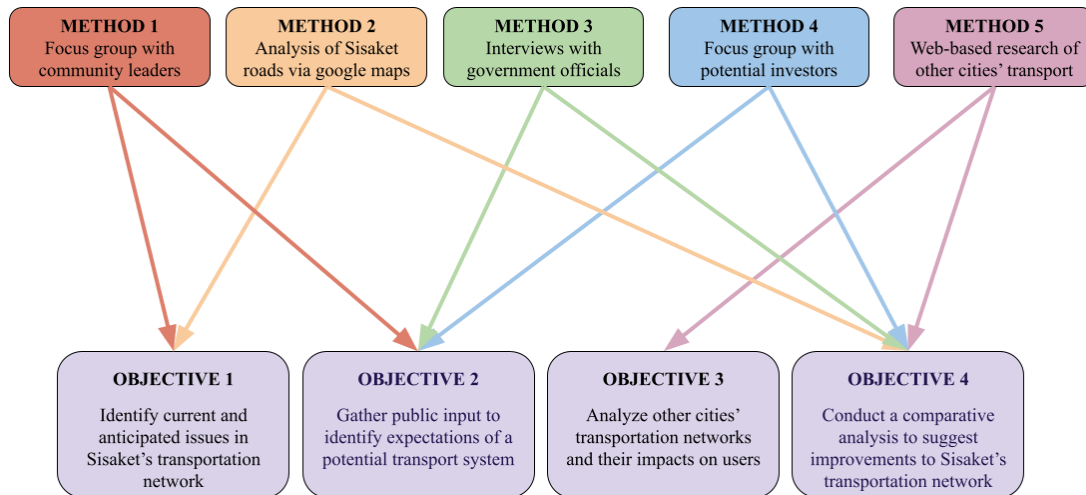 METHOD 1
Focus group with
community leaders
METHOD 2
Analysis of Sisaket
roads via google maps
METHOD 3
Interviews with
government officials
METHOD 4
Focus group with
potential investors
METHOD 5
Web-based research of
other cities’ transport
OBJECTIVE 1
Identify current and
anticipated issues in
Sisaket’s transportation
network
OBJECTIVE 2
Gather public input to
identify expectations of a
potential transport system
OBJECTIVE 3
Analyze other cities’
transportation networks
and their impacts on users
OBJECTIVE 4
Conduct a comparative
analysis to suggest
improvements to Sisaket’s
transportation network